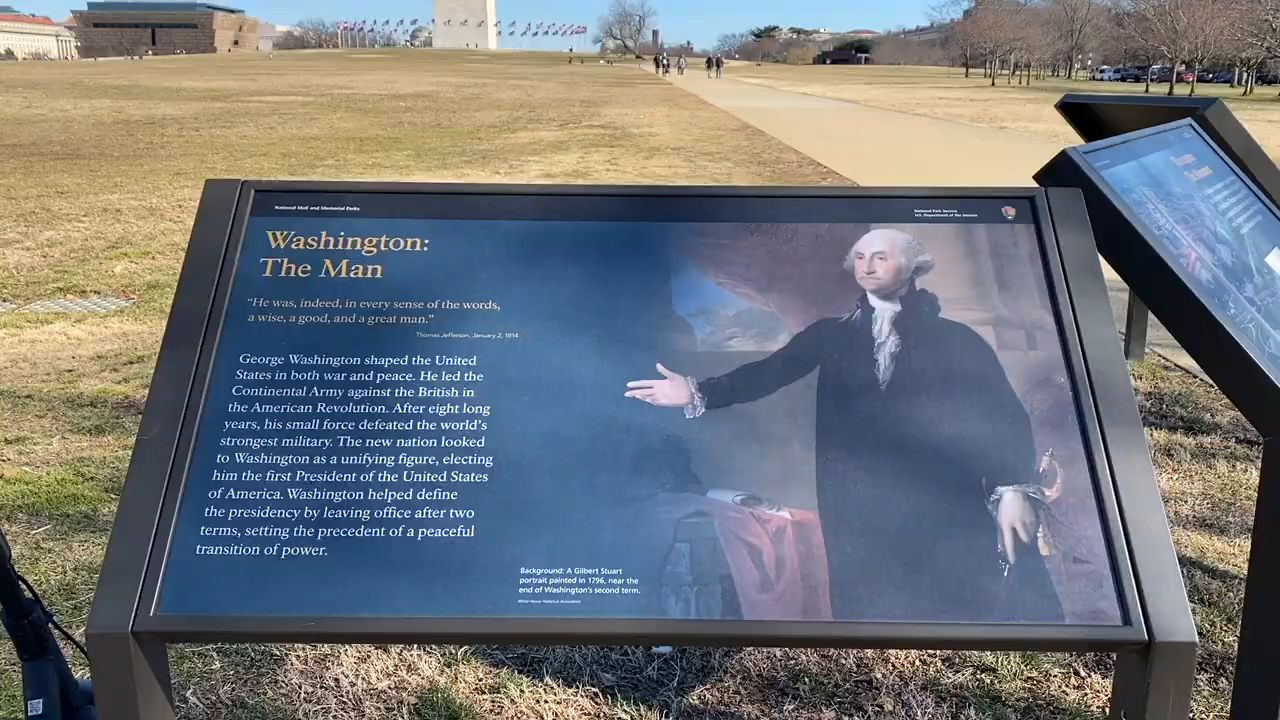 National Mall and Memorial Parks
National Park Service
U.S. Department of the Interior
Washington:
The Man
“He was, indeed, in every sense of the words,
a wise, a good, and a great man.”
Thomas Jefferson, January 2, 1814
George Washington shaped the United
States in both war and peace. He led the
Continental Army against the British in
the American Revolution. After eight long
years, his small force defeated the world’s
strongest military. The new nation looked
to Washington as a unifying figure, electing
him the first President of the United States
of America. Washington helped define
the presidency by leaving office after two
terms, setting the precedent of a peaceful
transition of power.
Background: A Gilbert Stuart
portrait painted in 1796, near the
end of Washington’s second term.
White House Historical Association